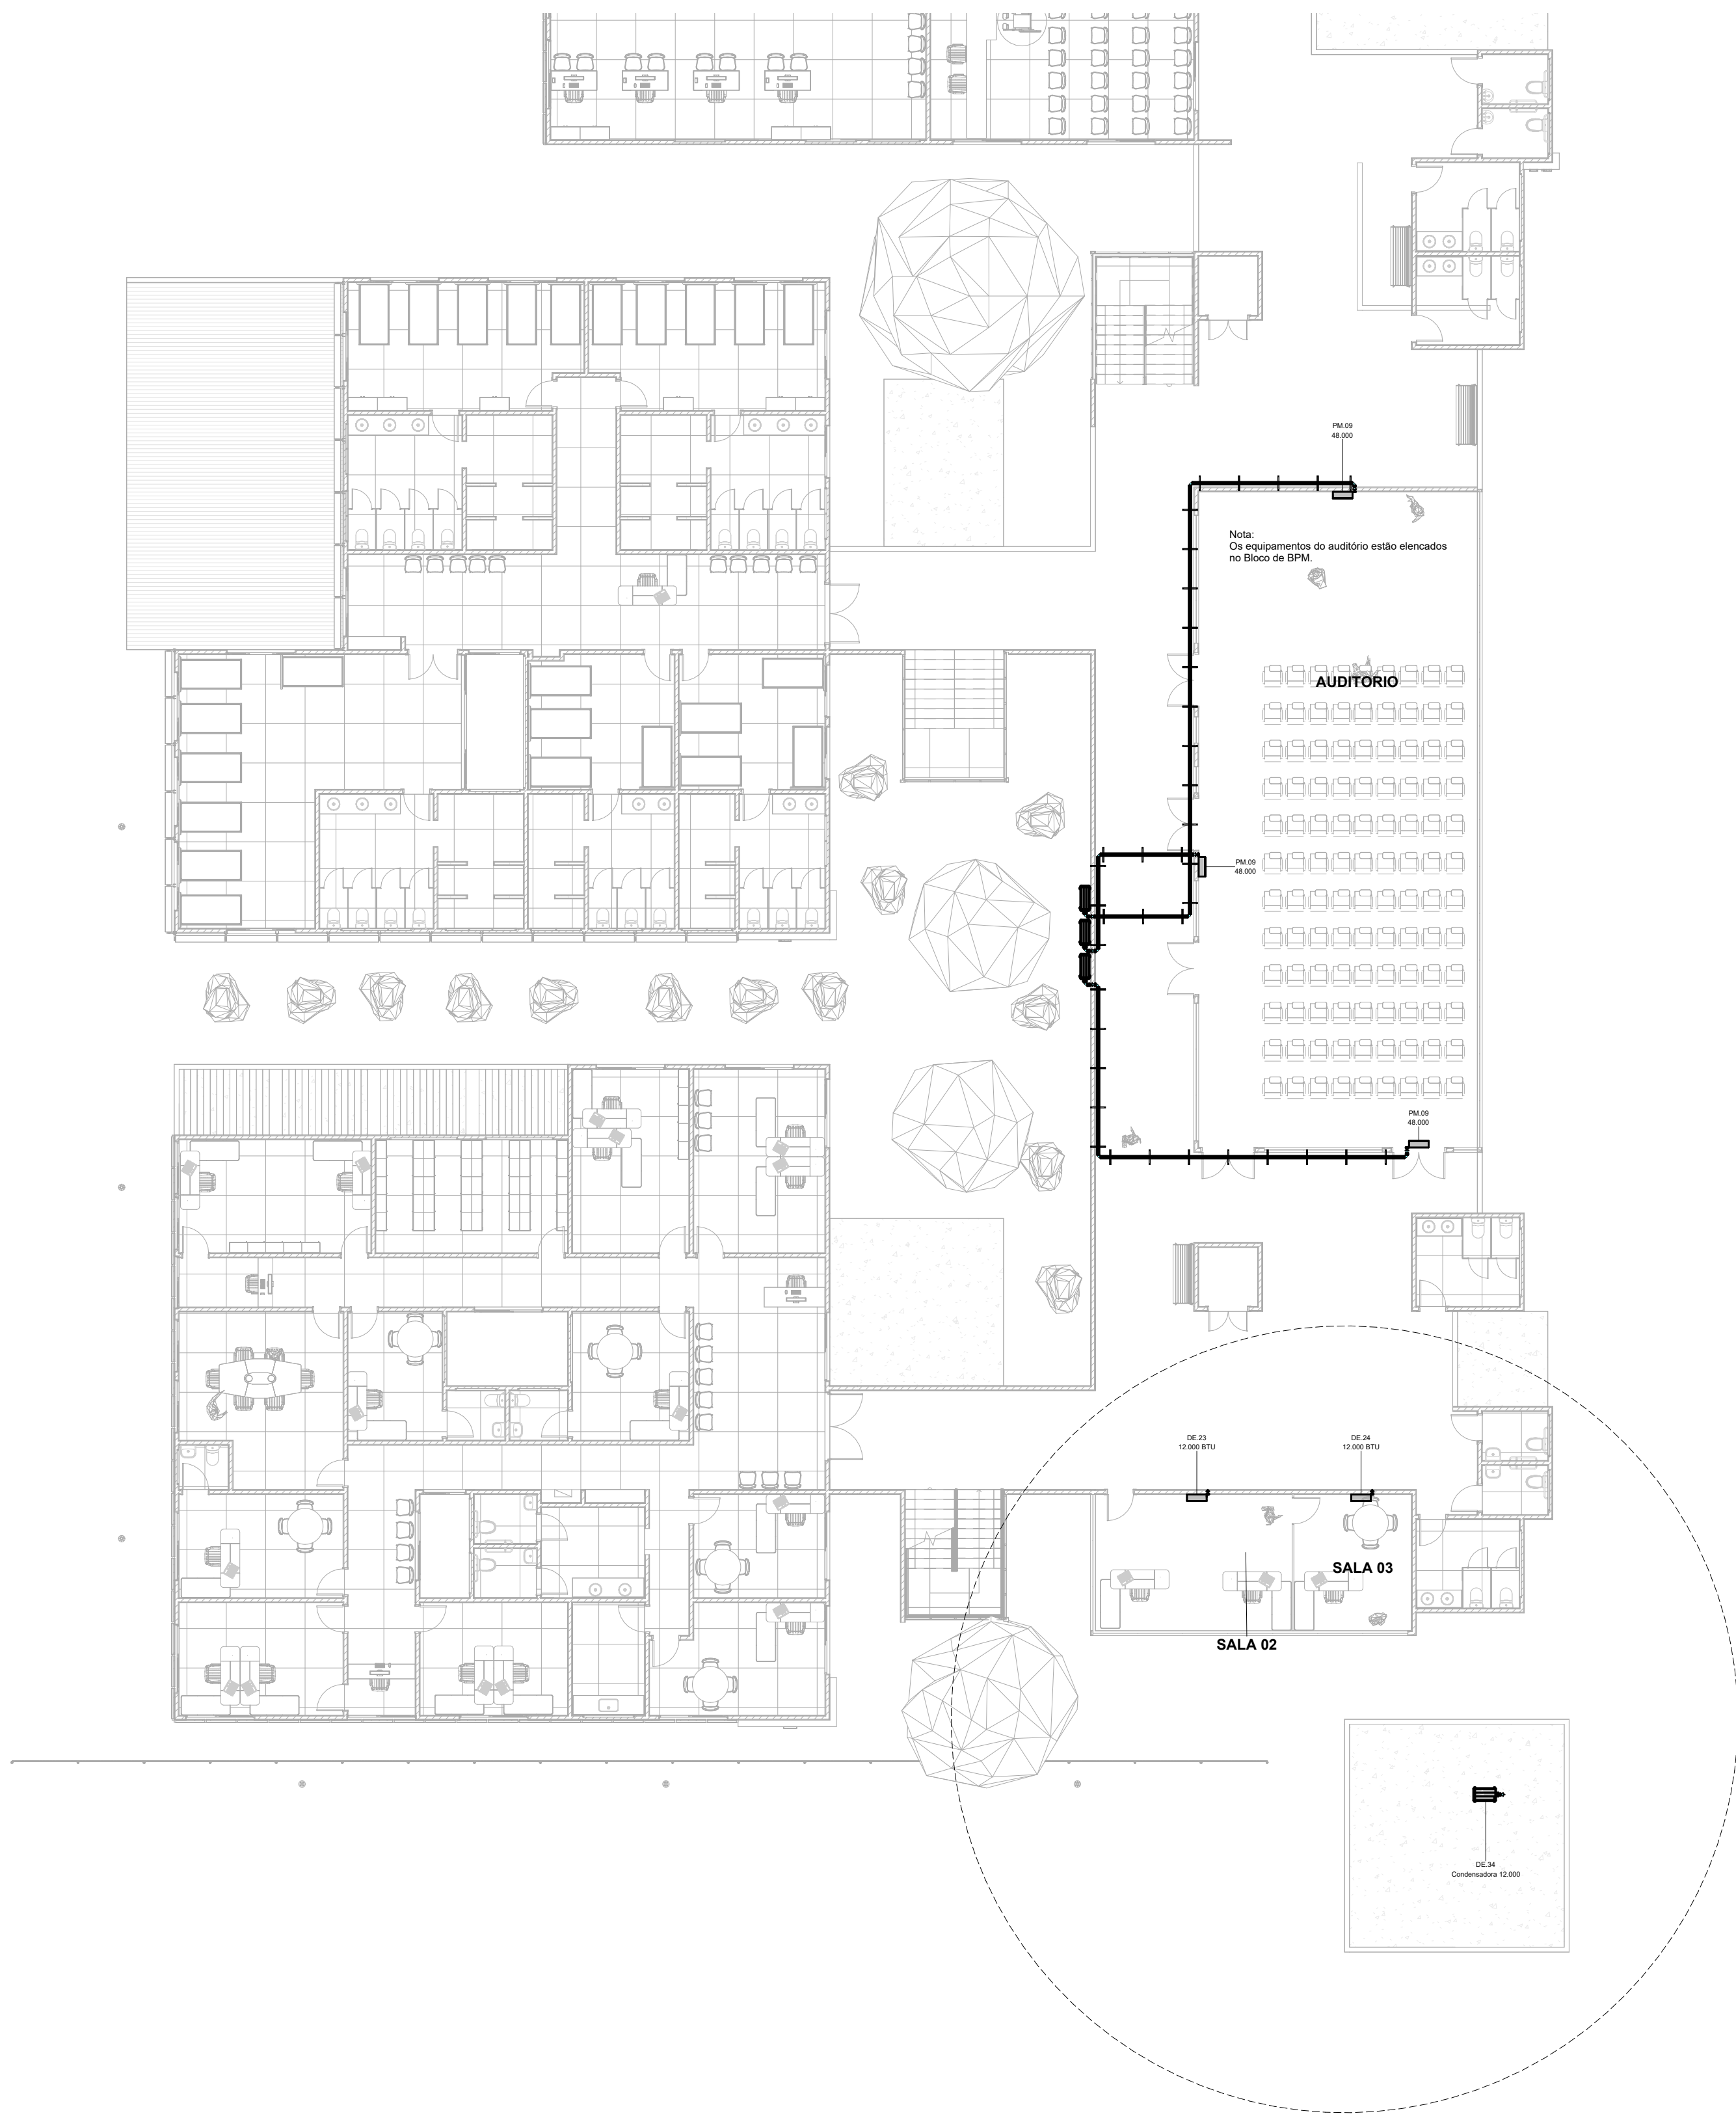 PM.09
48.000
Nota:
Os equipamentos do auditório estão elencados
no Bloco de BPM.
AUDITÓRIO
PM.09
48.000
PM.09
48.000
DE.23
12.000 BTU
DE.24
12.000 BTU
SALA 03
SALA 02
DE.34
Condensadora 12.000